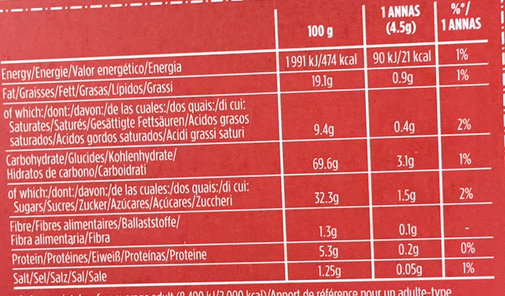 100 g
1 ANNAS
(4.5g)
%*/
1 ANNAS
Energy/Energie/Valor energético/Energia 1 991 kJ/474 kcal 90 kJ/21 kcal 1%
Fat/Graisses/Fett/Grasas/Lípidos/Grassi 19.1g 0.9g 1%
of which:/dont:/davon:/de las cuales:/dos quais:/di cui:
Saturates/Saturés/Gesättigte Fettsäuren/Ácidos grasos
saturados/Ácidos gordos saturados/Acidi grassi saturi 9.4g 0.4g 2%
Carbohydrate/Glucides/Kohlenhydrate/
Hidratos de carbono/Carboidrati 69.6g 3.1g 1%
of which:/dont:/davon:/de las cuales:/dos quais:/di cui:
Sugars/Sucres/Zucker/Azúcares/Açúcares/Zuccheri 32.3g 1.5g 2%
Fibre/Fibres alimentaires/Ballaststoffe/
Fibra alimentaria/Fibra 1.3g 0.1g -
Protein/Protéines/Eiweiß/Proteínas/Proteine 5.3g 0.2g 0%
Salt/Sel/Salz/Sal/Sale 1.25g 0.05g 1%
adult (8 400 kJ/2 000 kcal)/Apport de référence pour un adulte-type